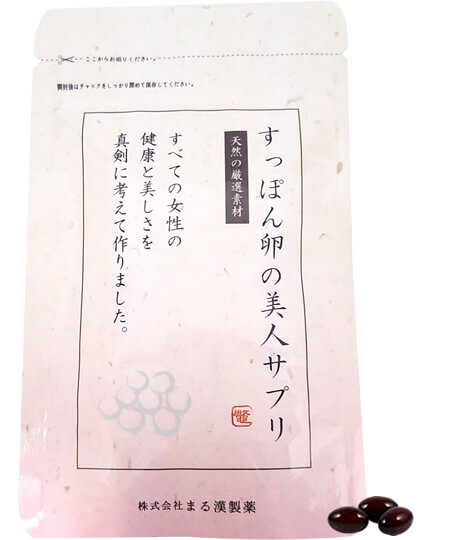 ここからお切りください。
開封後はチャックをしっかり閉めて保存してください。
すっぽん卵の美人サプリ
天然の厳選素材
すべての女性の
健康と美しさを
真剣に考えて作りました。
株式会社まる漢製薬